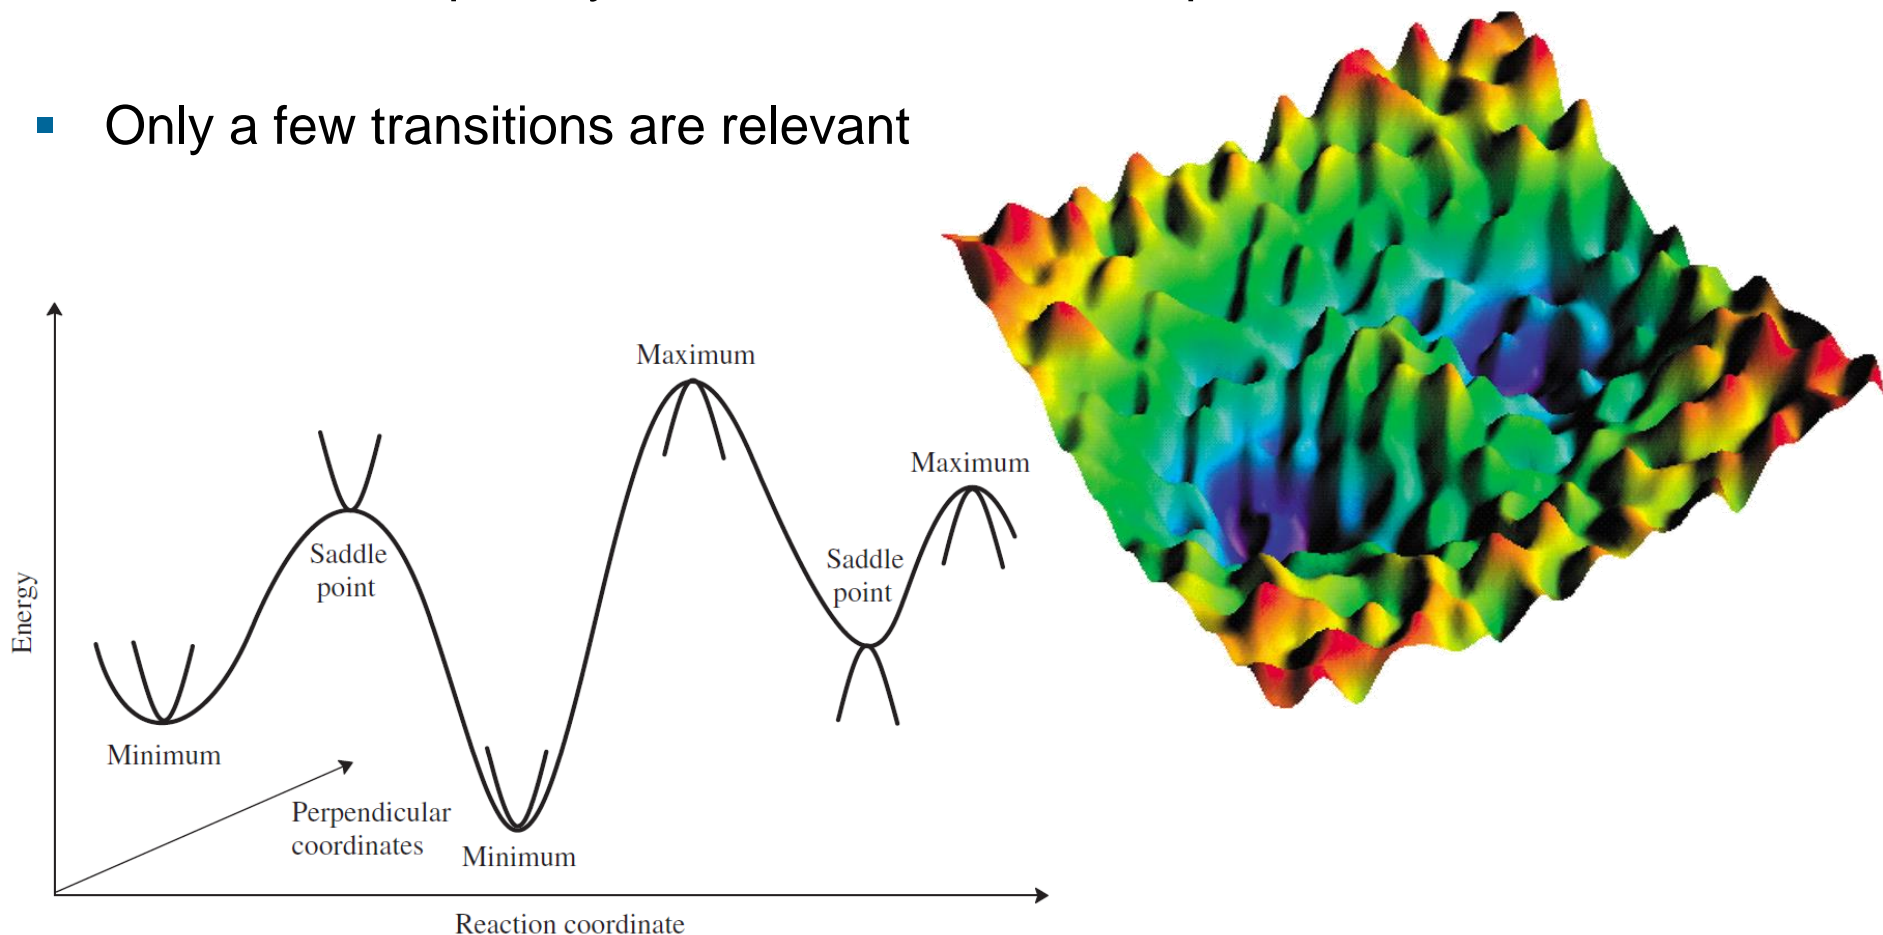 Only a few transitions are relevant
Maximum
Maximum
Saddle
point
Saddle
point
Energy
Minimum
Perpendicular
coordinates
Minimum
Reaction coordinate